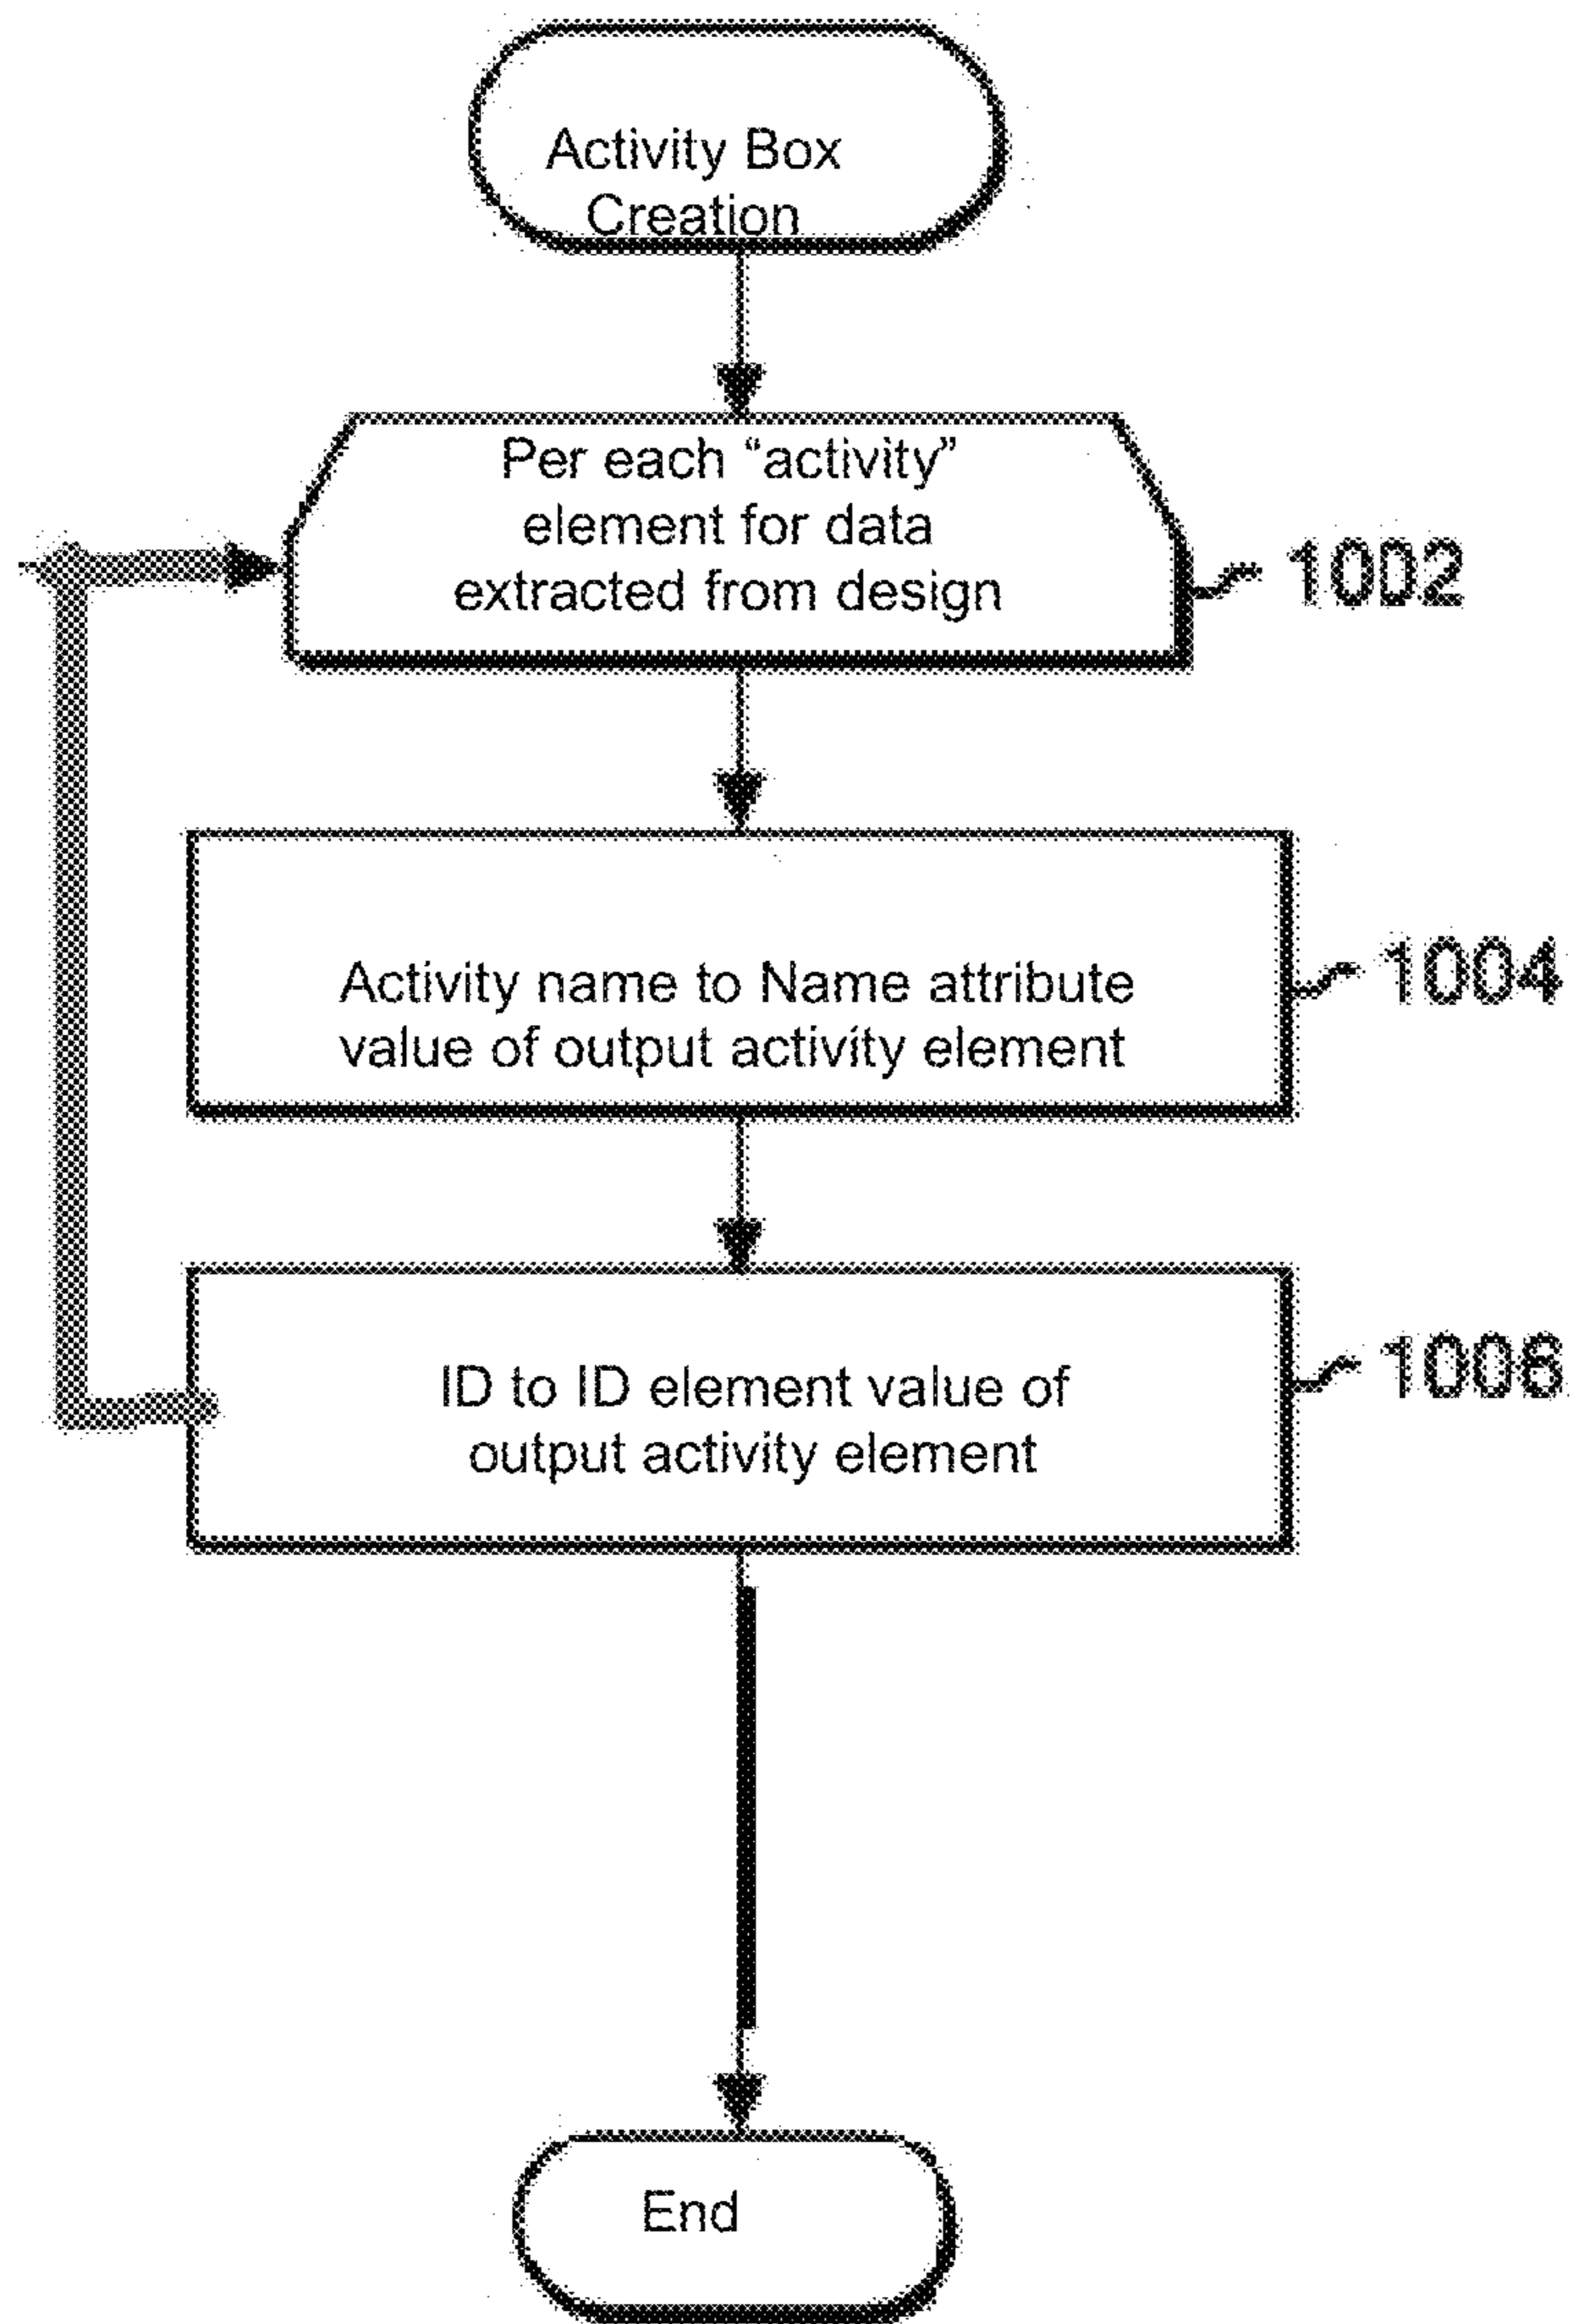 Activity Box
Creation
Per each “activity”
element for data
extracted from design
1002
Activity name to Name attribute
value of output activity element
1004
ID to ID element value of
output activity element
1006
End